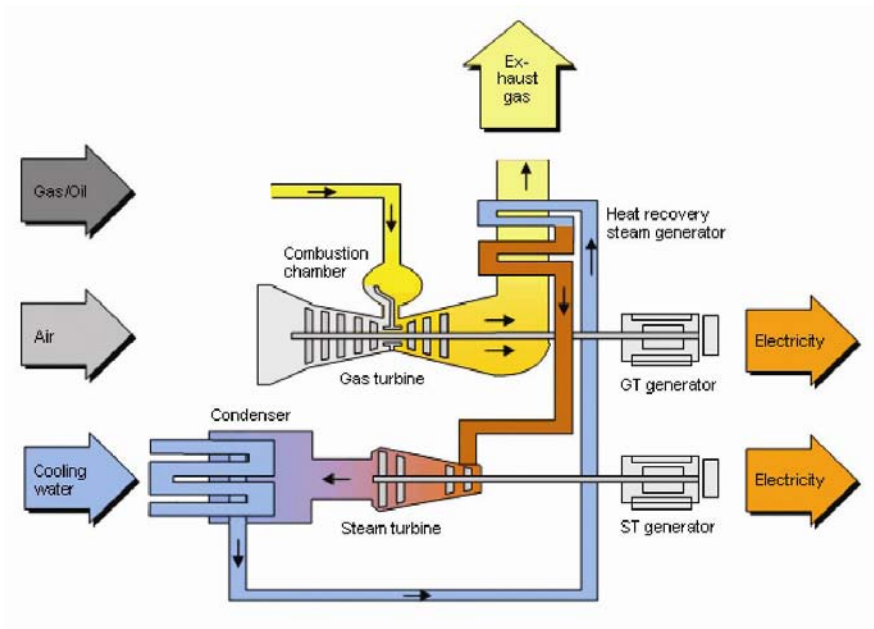 Ex-
haust
gas
Gas/Oil
Heat recovery
steam generator
Combustion
chamber
Air
Electricity
Gas turbine
GT generator
Condenser
Cooling
water
Electricity
Steam turbine
ST generator